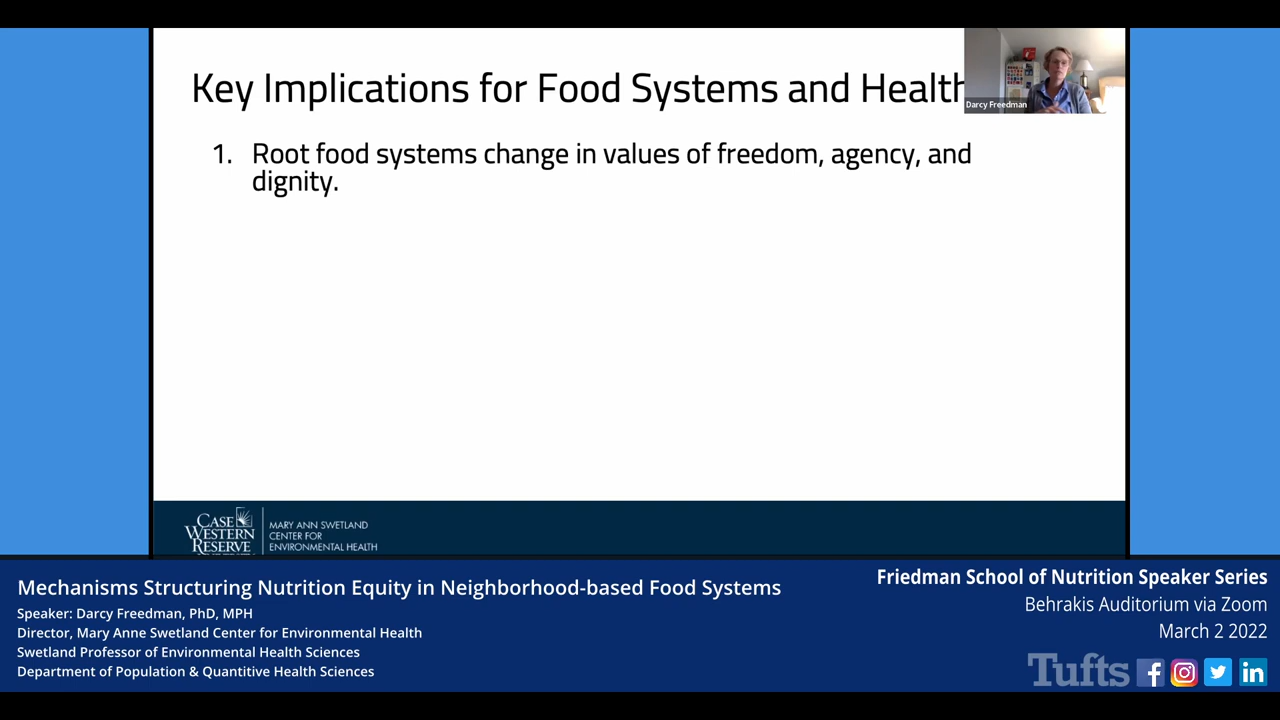 Key Implications for Food Systems and Health
Darcy Freedman
1. Root food systems change in values of freedom, agency, and
dignity.
CASE
WESTERN
RESERVE
MARY ANN SWETLAND
CENTER FOR
ENVIRONMENTAL HEALTH
Mechanisms Structuring Nutrition Equity in Neighborhood-based Food Systems
Speaker: Darcy Freedman, PhD, MPH
Director, Mary Anne Swetland Center for Environmental Health
Swetland Professor of Environmental Health Sciences
Department of Population & Quantitative Health Sciences
Friedman School of Nutrition Speaker Series
Behrakis Auditorium via Zoom
March 2 2022
Tufts